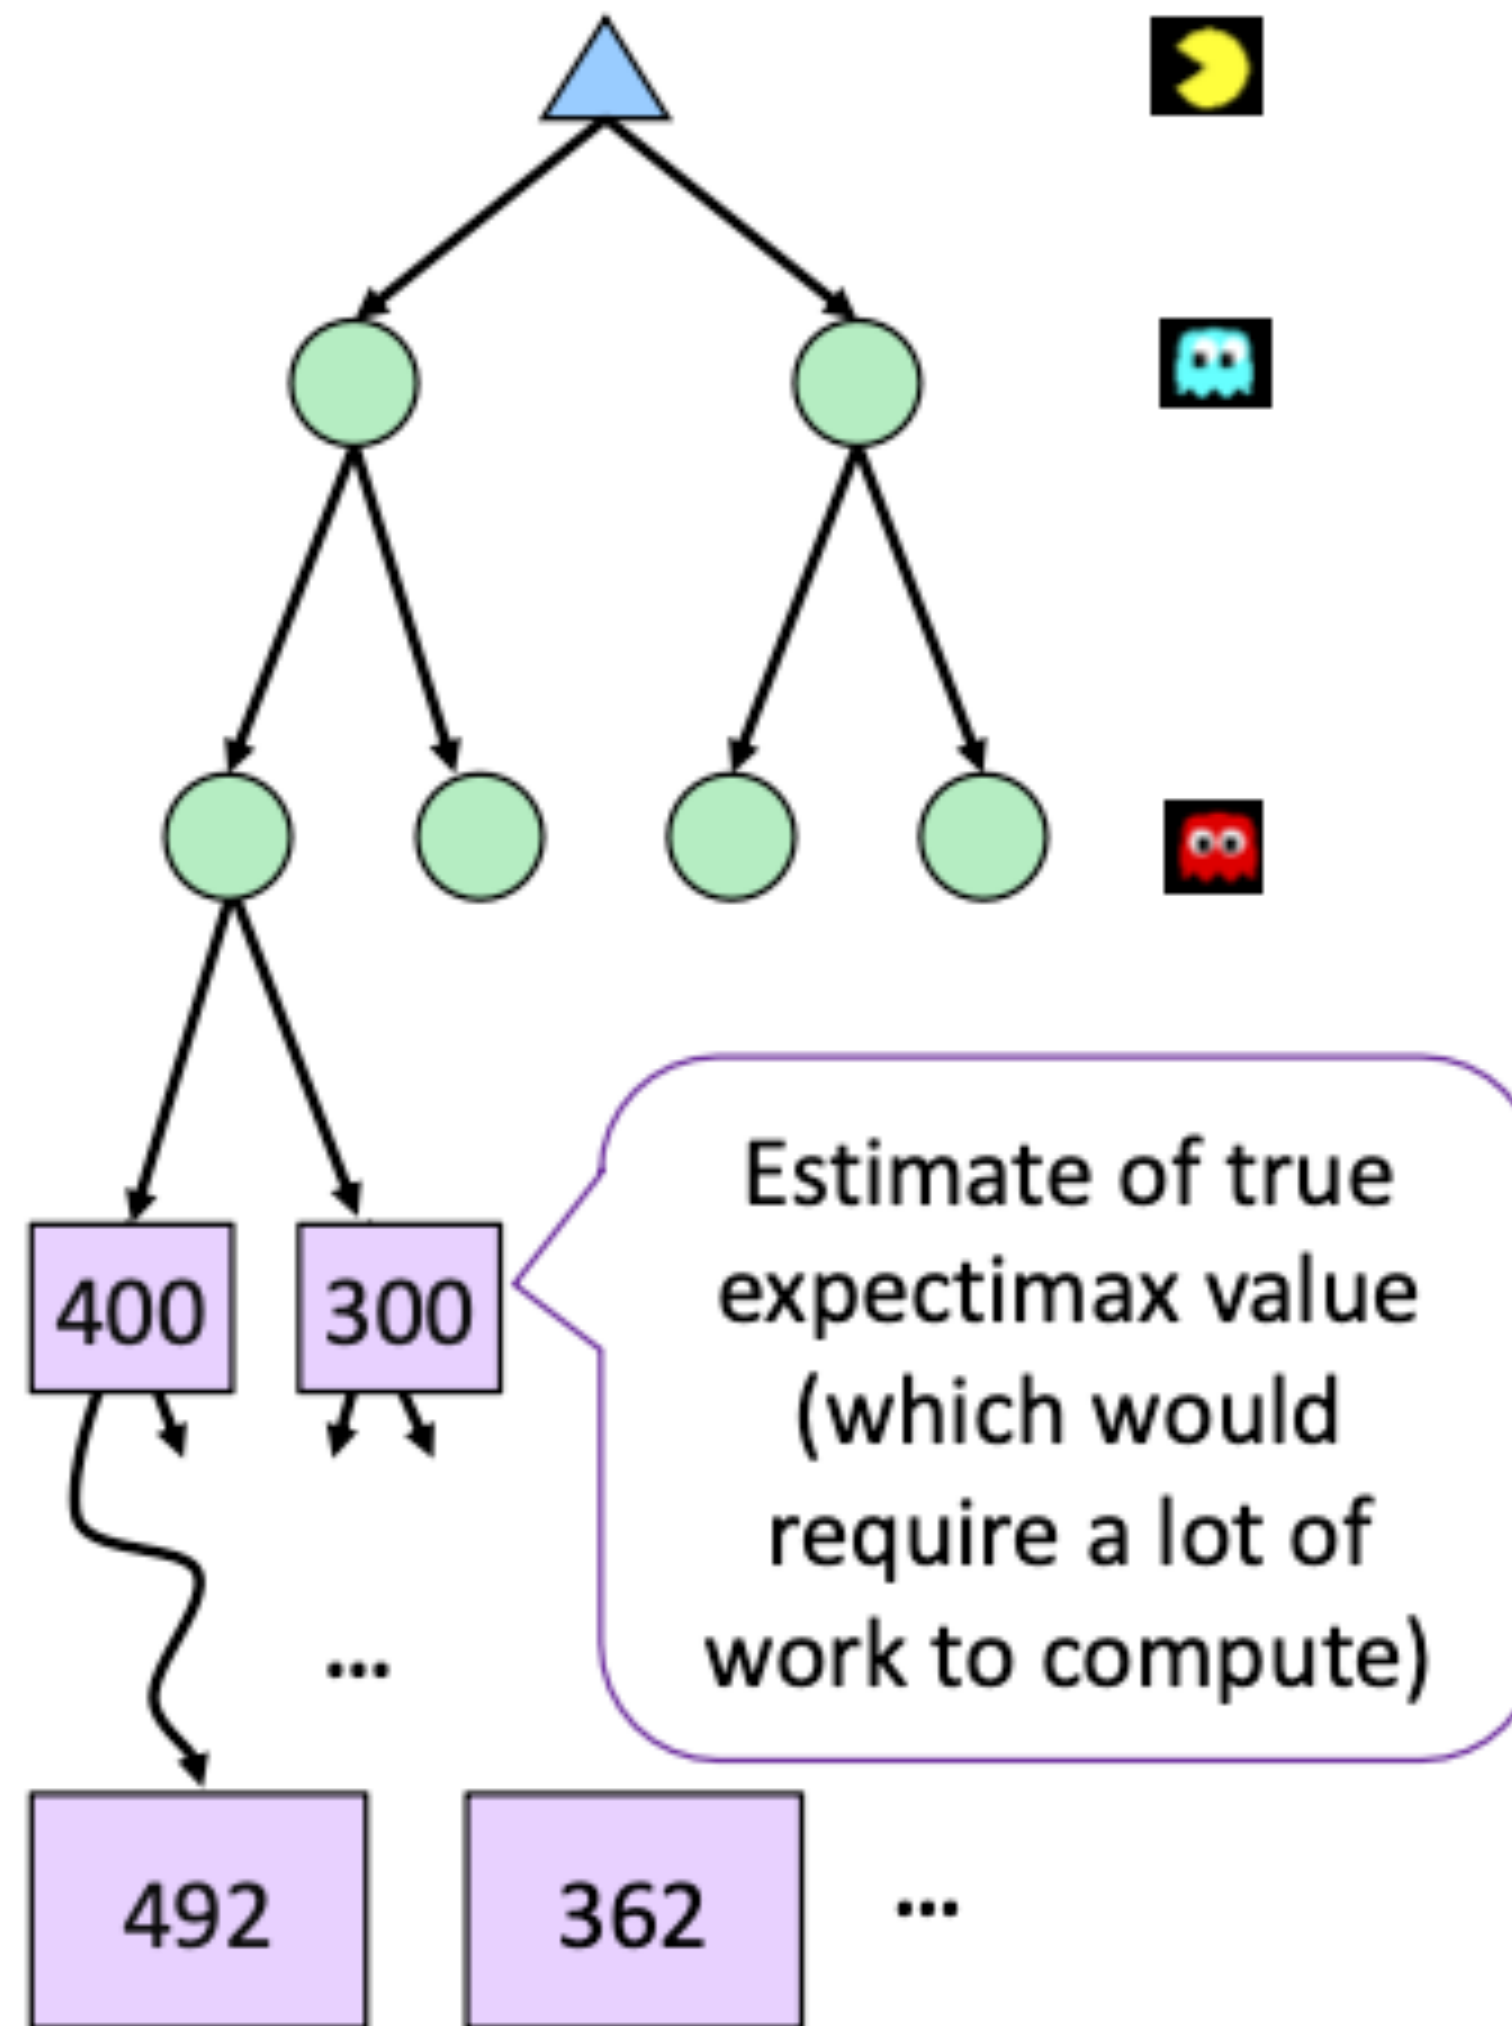 400
300
Estimate of true
expectimax value
(which would
require a lot of
work to compute)
...
492
362
...